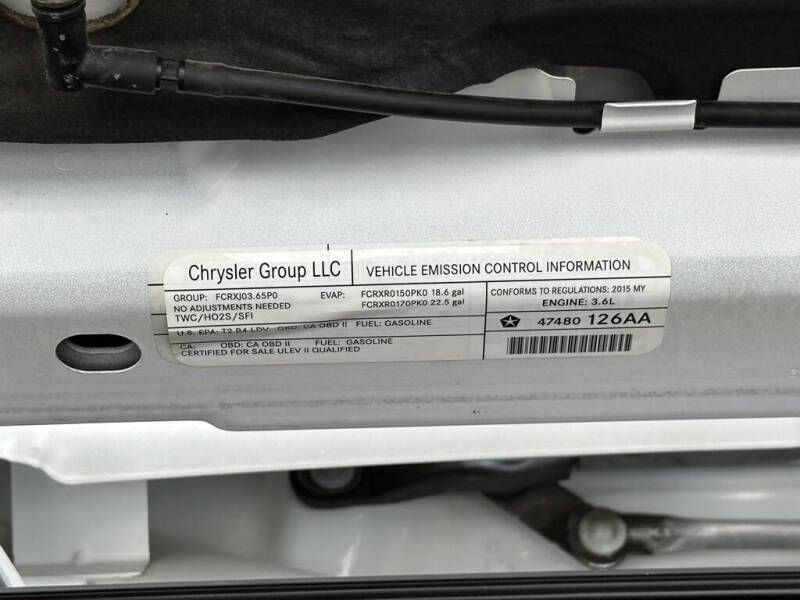 Chrysler Group LLC
VEHICLE EMISSION CONTROL INFORMATION
GROUP: FCRXJ03.65P0 EVAP: FCRXR0150PK0 18.6 gal
FCRXR0170PK0 22.5 gal
NO ADJUSTMENTS NEEDED
TWC/HO2S/SFI
CONFORMS TO REGULATIONS: 2015 MY
ENGINE: 3.6L
U.S. EPA: T2 B4 LDV OBD: CA OBD II FUEL: GASOLINE
47480 126AA
CA: OBD: CA OBD II FUEL: GASOLINE
CERTIFIED FOR SALE ULEV II QUALIFIED